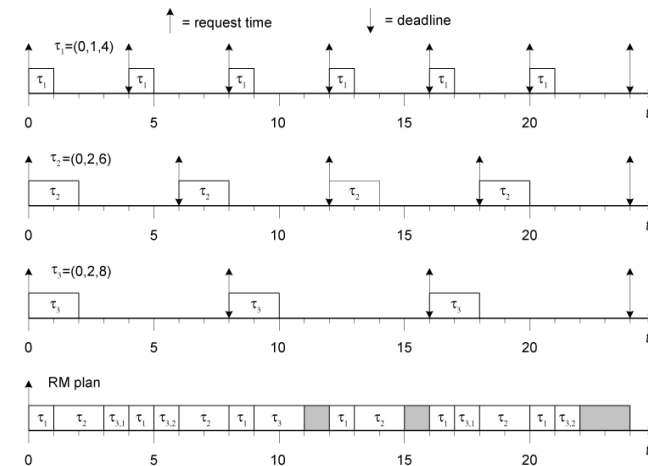 = request time = deadline
τ1=(0,1,4)
τ1 τ1 τ1 τ1 τ1 τ1
0 5 10 15 20 t
τ2=(0,2,6)
τ2 τ2 τ2 τ2
0 5 10 15 20 t
τ3=(0,2,8)
τ3 τ3 τ3
0 5 10 15 20 t
RM plan
τ1 τ2 τ3,1 τ1 τ3,2 τ2 τ1 τ3 τ1 τ2 τ1 τ3,1 τ2 τ1 τ3,2
0 5 10 15 20 t